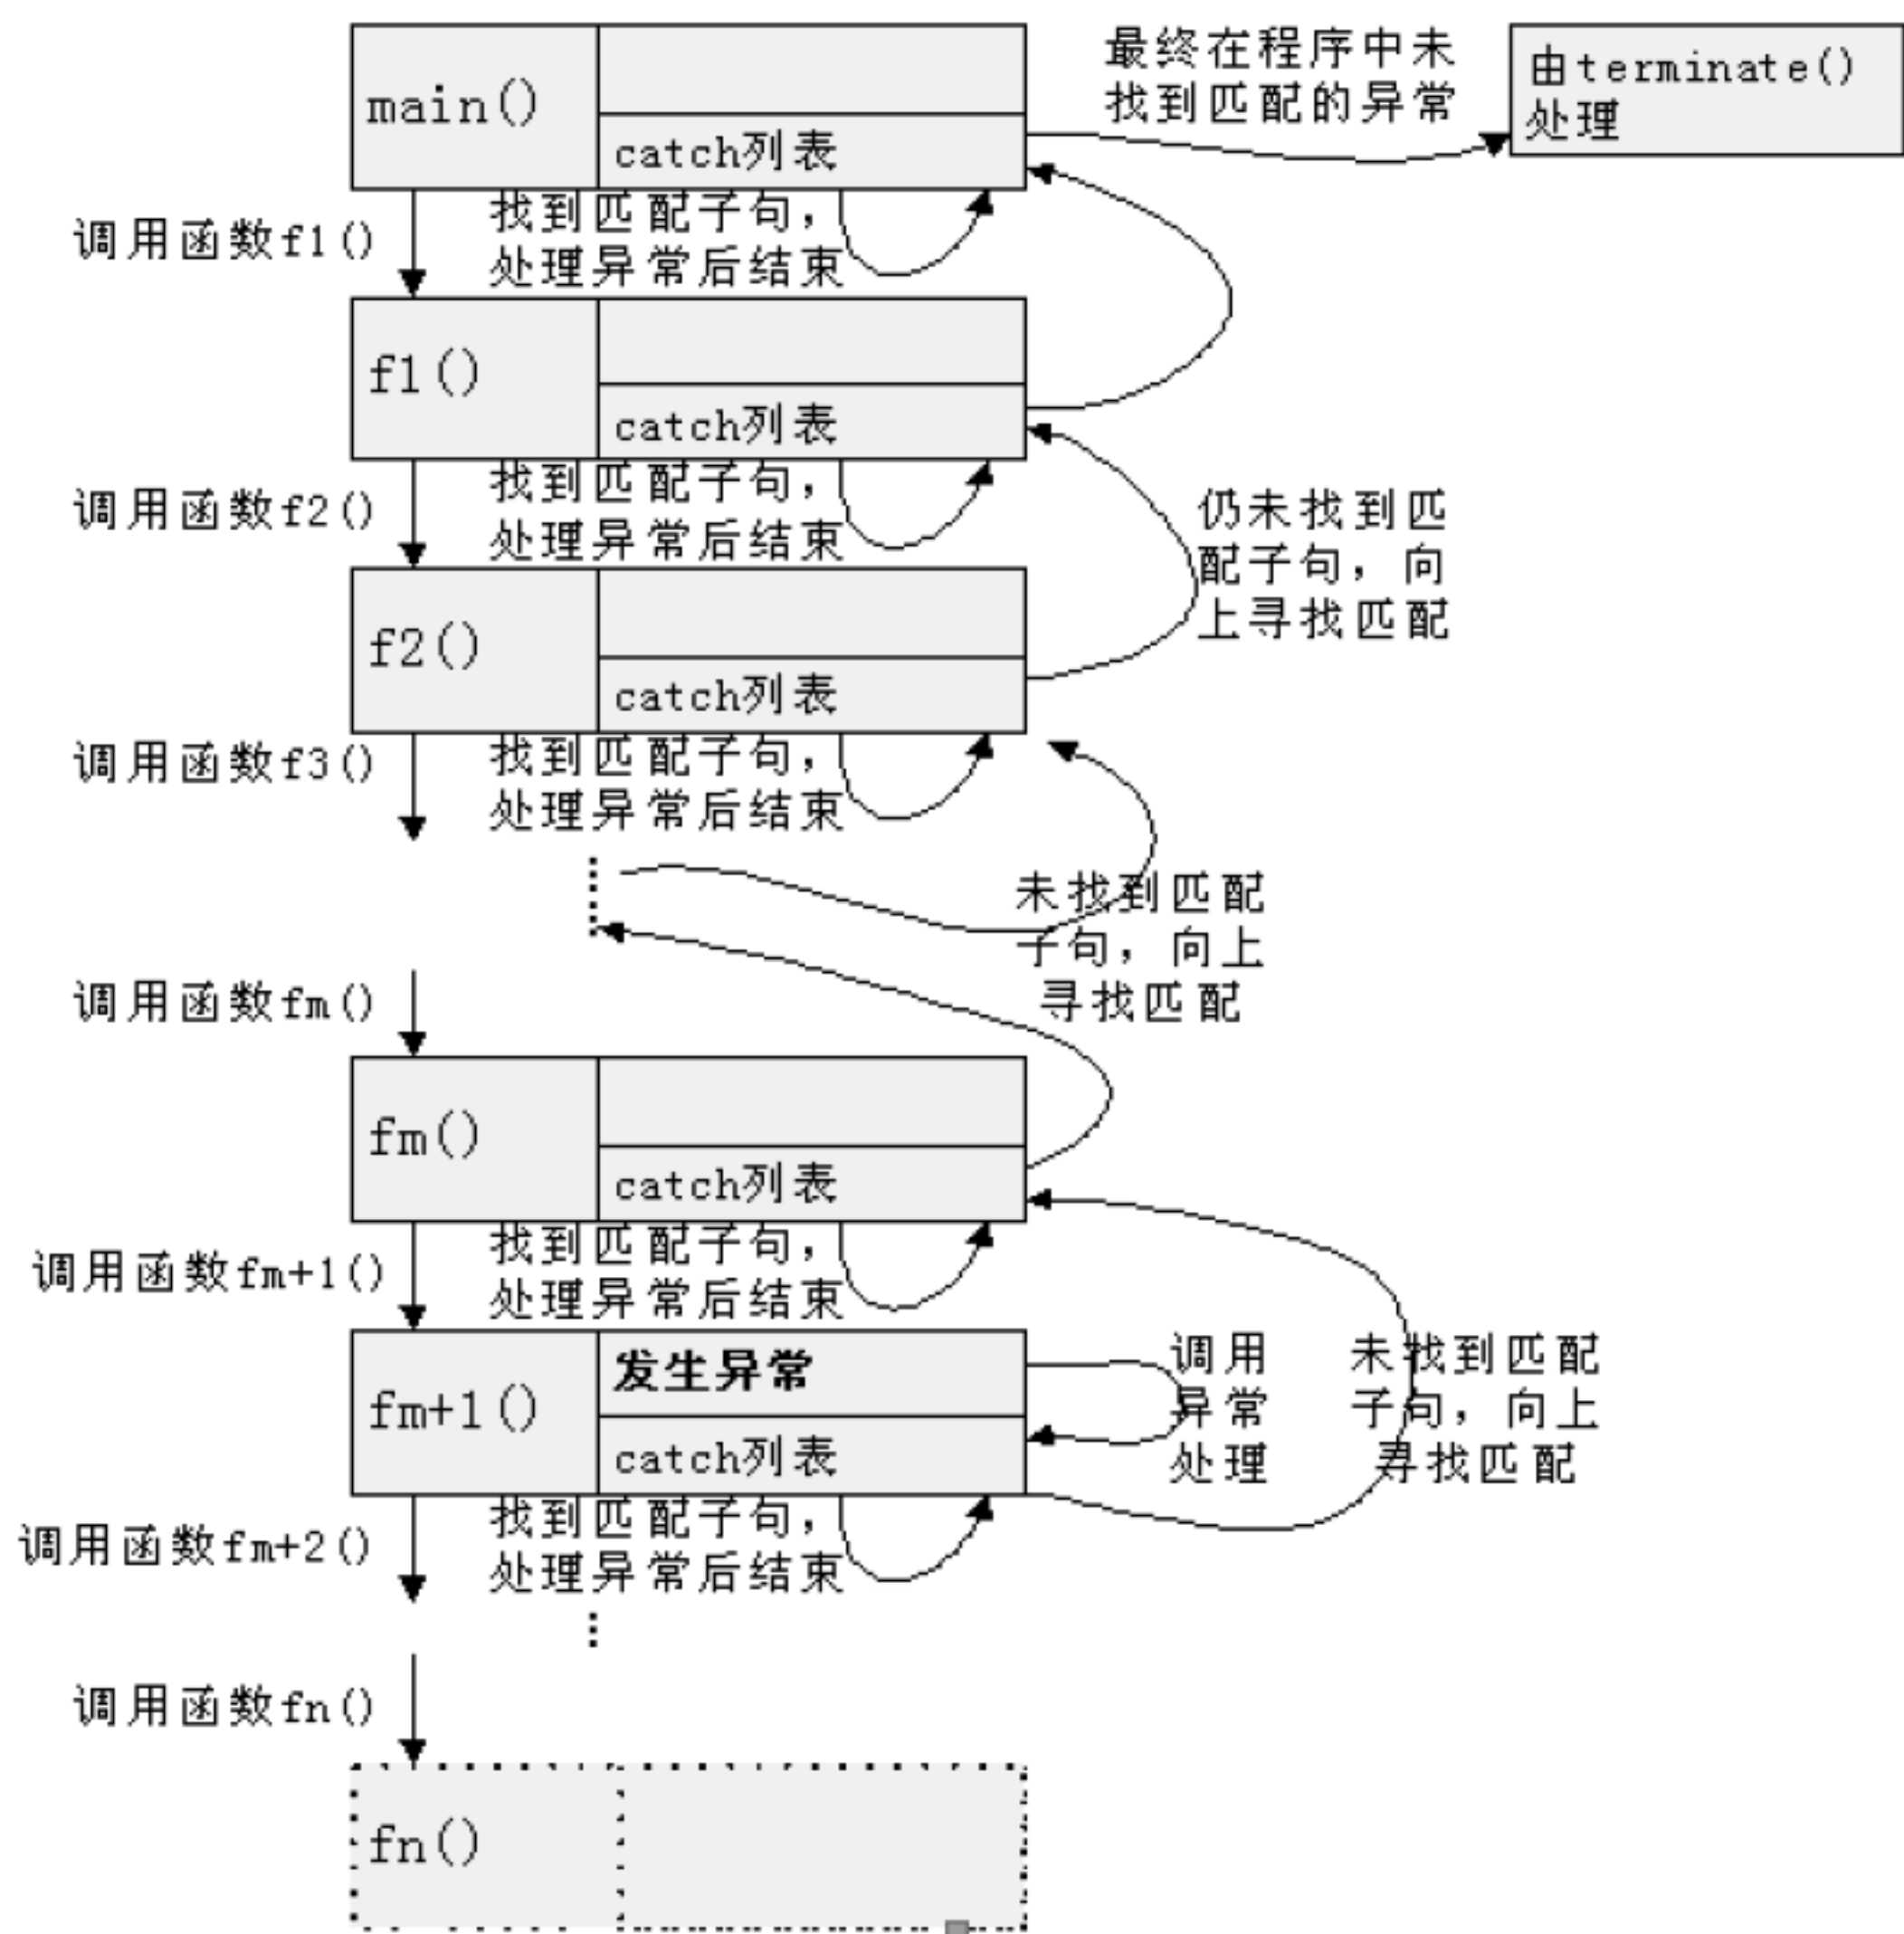 main()
catch列表
最终在程序中未
找到匹配的异常
由terminate()
处理
调用函数f1()
找到匹配子句，
处理异常后结束
f1()
catch列表
调用函数f2()
找到匹配子句，
处理异常后结束
仍未找到匹
配子句，向
上寻找匹配
f2()
catch列表
调用函数f3()
找到匹配子句，
处理异常后结束
未找到匹配
子句，向上
寻找匹配
调用函数fm()
fm()
catch列表
调用函数fm+1()
找到匹配子句，
处理异常后结束
fm+1()
发生异常
catch列表
调用
异常
处理
未找到匹配
子句，向上
寻找匹配
调用函数fm+2()
找到匹配子句，
处理异常后结束
调用函数fn()
fn()